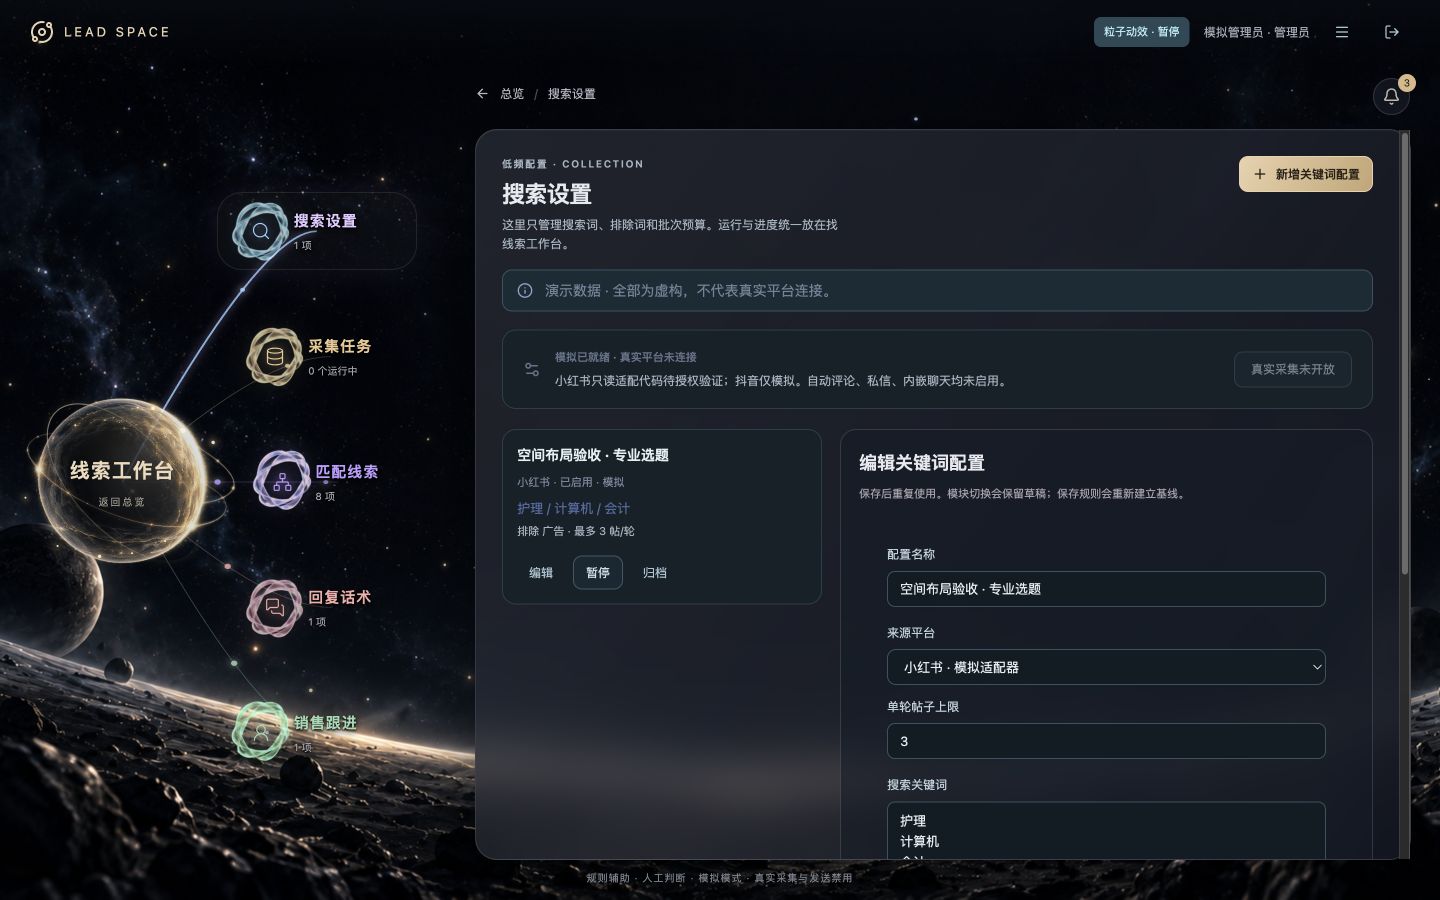 LEAD SPACE
粒子动效 · 暂停
模拟管理员 · 管理员
总览 / 搜索设置
3
搜索设置
1 项
采集任务
0 个运行中
线索工作台
返回总览
匹配线索
8 项
回复话术
1 项
销售跟进
1 项
低频配置 · COLLECTION
搜索设置
这里只管理搜索词、排除词和批次预算。运行与进度统一放在找
线索工作台。
新增关键词配置
演示数据 · 全部为虚构，不代表真实平台连接。
模拟已就绪 · 真实平台未连接
小红书只读适配代码待授权验证；抖音仅模拟。自动评论、私信、内嵌聊天均未启用。
真实采集未开放
空间布局验收 · 专业选题
小红书 · 已启用 · 模拟
护理 / 计算机 / 会计
排除 广告 · 最多 3 帖/轮
编辑
暂停
归档
编辑关键词配置
保存后重复使用。模块切换会保留草稿；保存规则会重新建立基线。
配置名称
空间布局验收 · 专业选题
来源平台
小红书 · 模拟适配器
单轮帖子上限
3
搜索关键词
护理
计算机
规则辅助 · 人工判断 · 模拟模式 · 真实采集与发送禁用